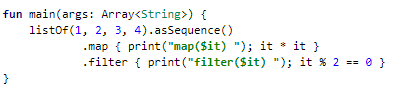 fun main(args: Array<String>) {
    listOf(1, 2, 3, 4).asSequence()
            .map { print("map($it) "); it * it }
            .filter { print("filter($it) "); it % 2 == 0 }
}